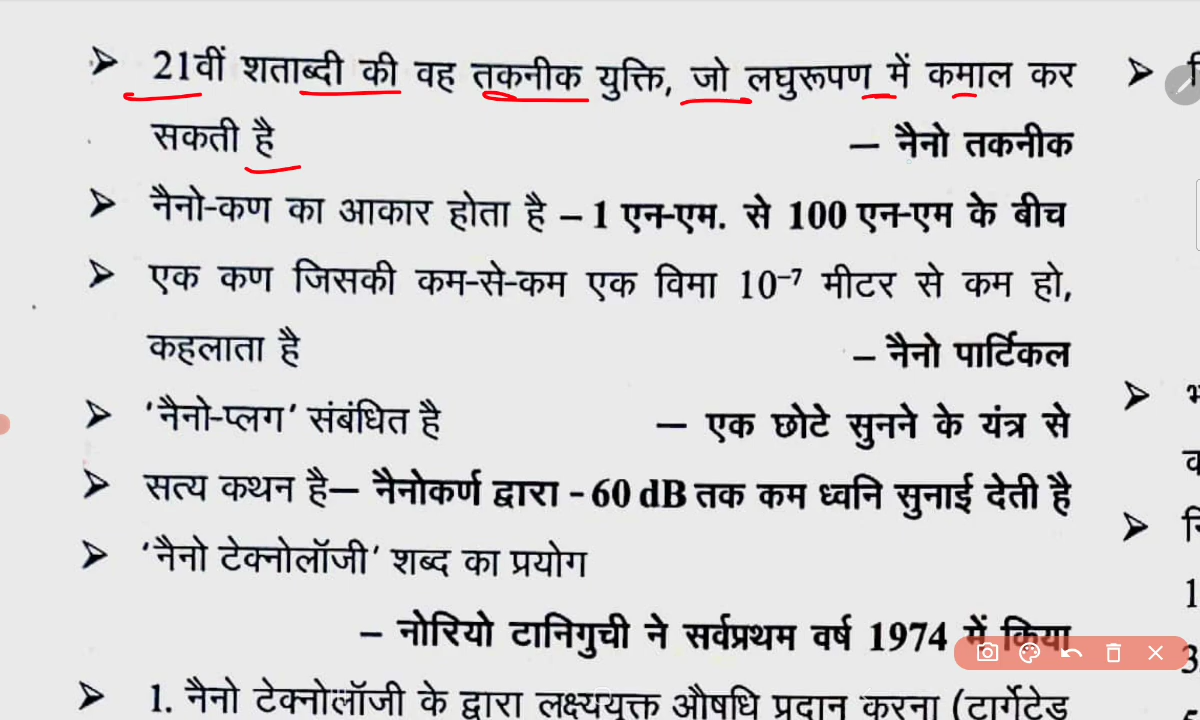 ➤ 21वीं शताब्दी की वह तकनीक युक्ति, जो लघुरूपण में कमाल कर
सकती है – नैनो तकनीक
➤ नैनो-कण का आकार होता है – 1 एन-एम. से 100 एन-एम के बीच
➤ एक कण जिसकी कम-से-कम एक विमा 10⁻⁷ मीटर से कम हो,
कहलाता है – नैनो पार्टिकल
➤ 'नैनो-प्लग' संबंधित है – एक छोटे सुनने के यंत्र से
➤ सत्य कथन है– नैनोकर्ण द्वारा - 60 dB तक कम ध्वनि सुनाई देती है
➤ 'नैनो टेक्नोलॉजी' शब्द का प्रयोग
– नोरियो टानिगुची ने सर्वप्रथम वर्ष 1974 में किया
➤ 1. नैनो टेक्नोलॉजी के द्वारा लक्ष्ययुक्त औषधि प्रदान करना (टार्गेटेड